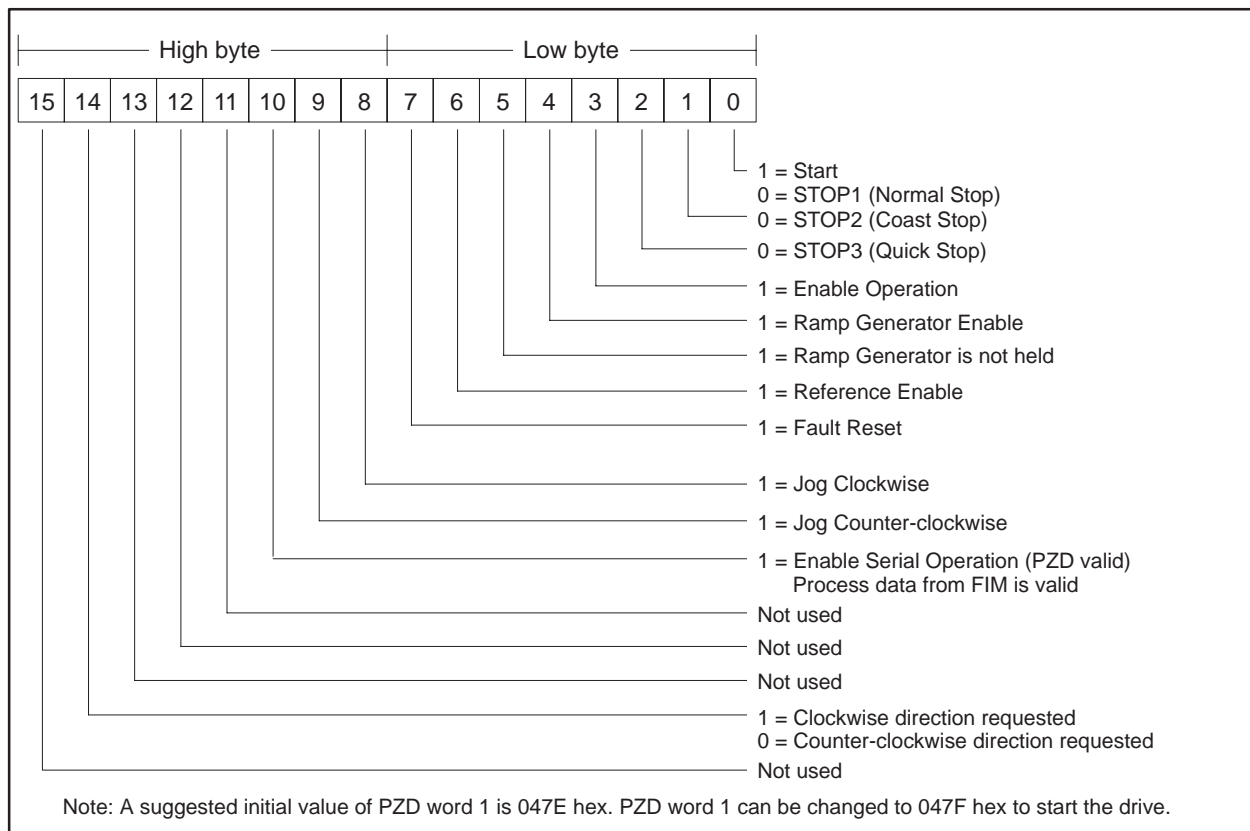 High byte Low byte
15 14 13 12 11 10 9 8 7 6 5 4 3 2 1 0
1 = Start
0 = STOP1 (Normal Stop)
0 = STOP2 (Coast Stop)
0 = STOP3 (Quick Stop)
1 = Enable Operation
1 = Ramp Generator Enable
1 = Ramp Generator is not held
1 = Reference Enable
1 = Fault Reset
1 = Jog Clockwise
1 = Jog Counter-clockwise
1 = Enable Serial Operation (PZD valid)
Process data from FIM is valid
Not used
Not used
Not used
1 = Clockwise direction requested
0 = Counter-clockwise direction requested
Not used
Note: A suggested initial value of PZD word 1 is 047E hex. PZD word 1 can be changed to 047F hex to start the drive.